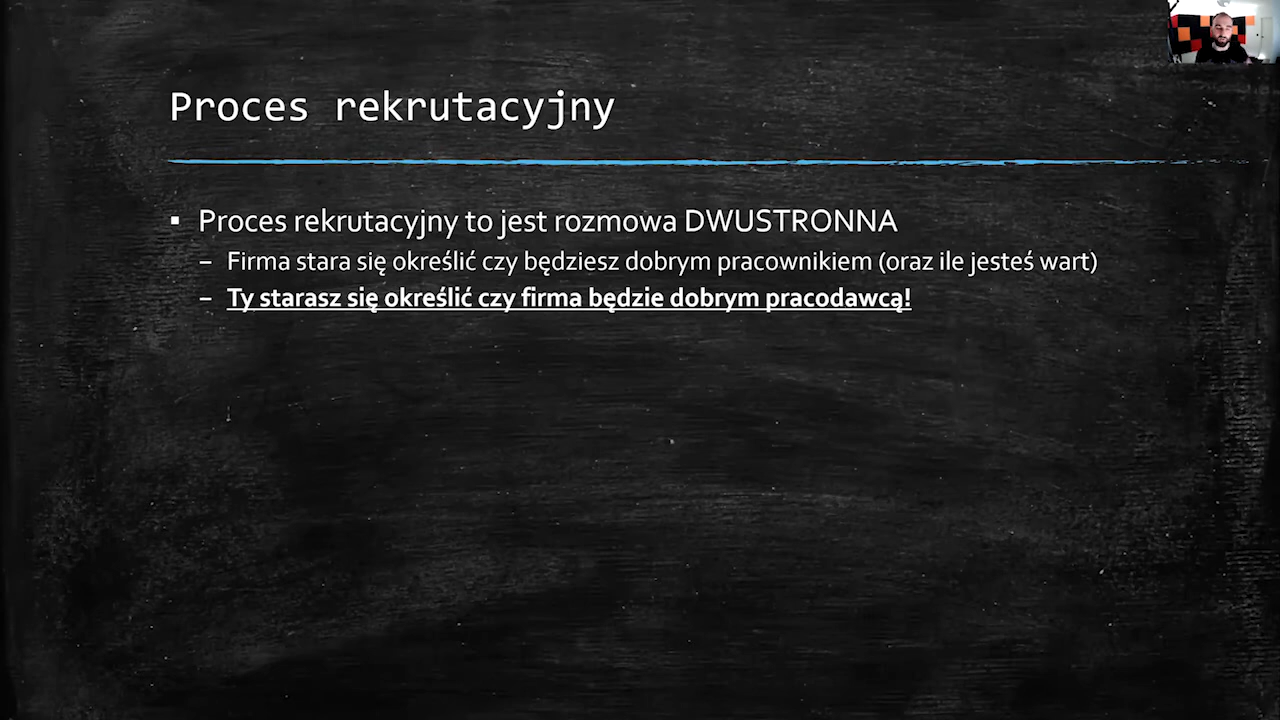 Proces rekrutacyjny
▪ Proces rekrutacyjny to jest rozmowa DWUSTRONNA
– Firma stara się określić czy będziesz dobrym pracownikiem (oraz ile jesteś wart)
– Ty starasz się określić czy firma będzie dobrym pracodawcą!